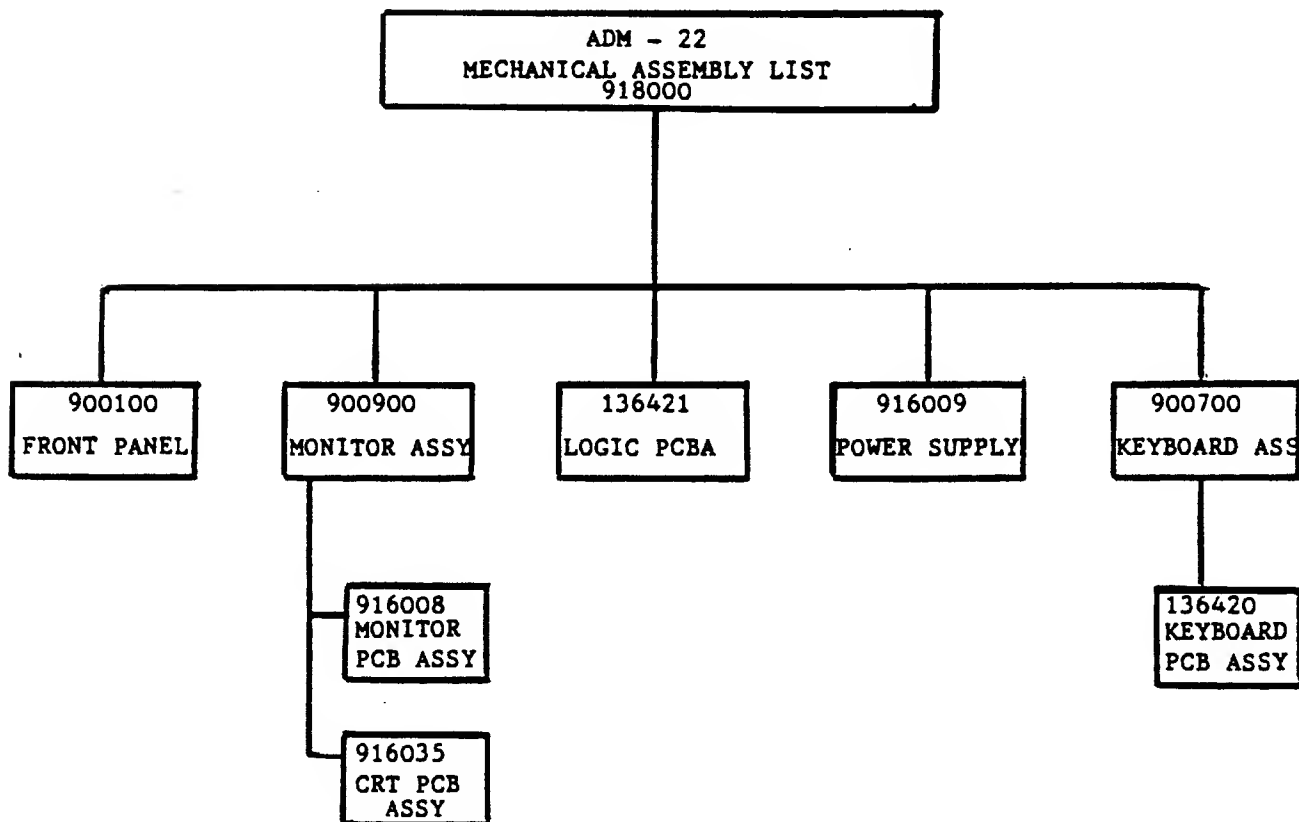 ADM - 22
MECHANICAL ASSEMBLY LIST
918000
900100
FRONT PANEL
900900
MONITOR ASSY
136421
LOGIC PCBA
916009
POWER SUPPLY
900700
KEYBOARD ASS
916008
MONITOR
PCB ASSY
136420
KEYBOARD
PCB ASSY
916035
CRT PCB
ASSY